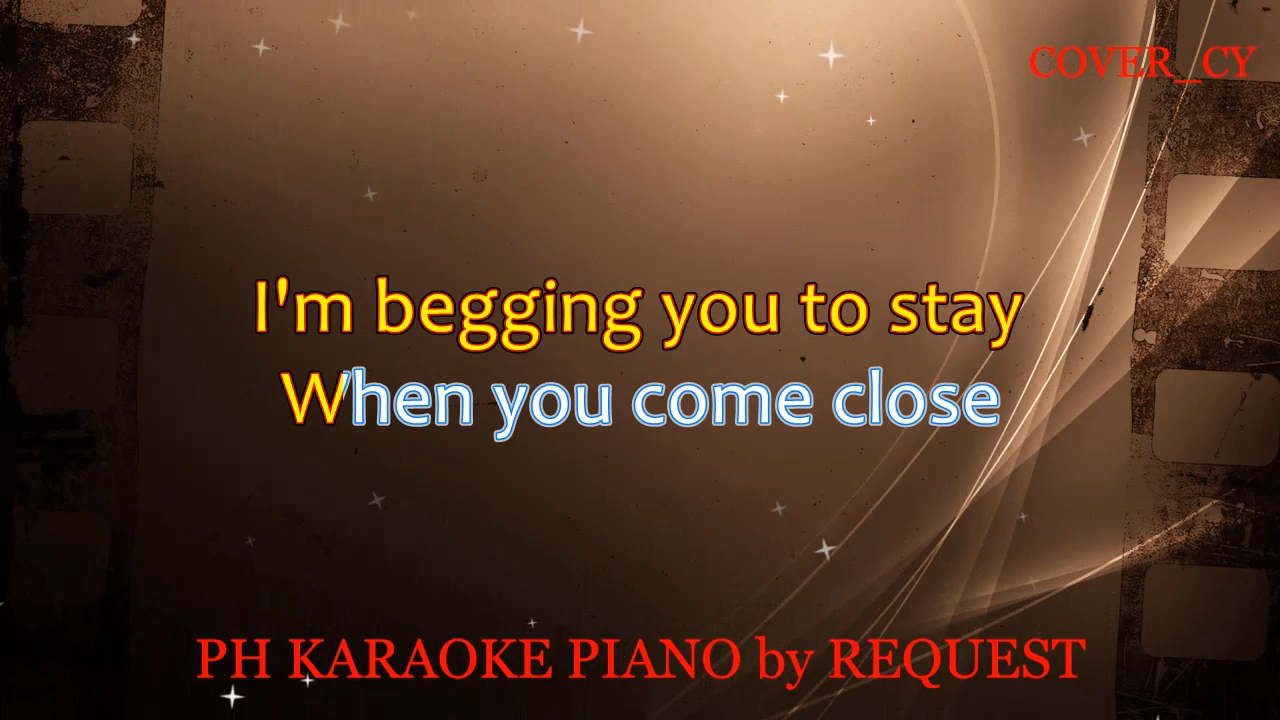 COVER_CY
I'm begging you to stay
When you come close
PH KARAOKE PIANO by REQUEST